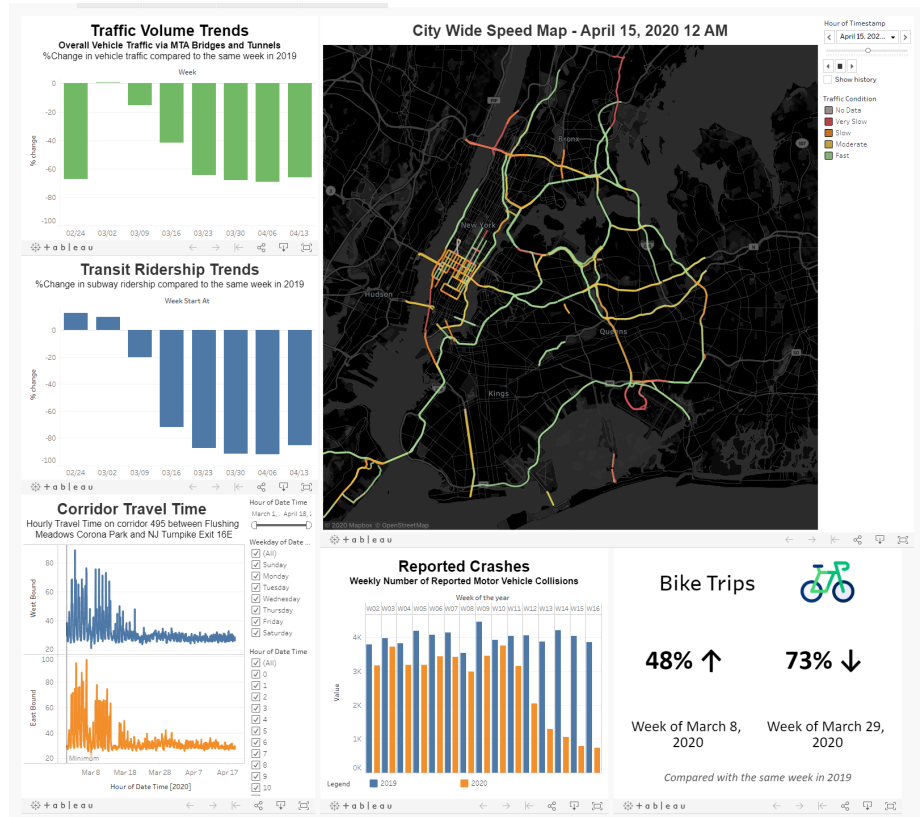 Traffic Volume Trends
Overall Vehicle Traffic via MTA Bridges and Tunnels
%Change in vehicle traffic compared to the same week in 2019
Week
% change
0
-20
-40
-60
-80
-100
02/24 03/02 03/09 03/16 03/23 03/30 04/06 04/13
+ a b | e a u
Transit Ridership Trends
%Change in subway ridership compared to the same week in 2019
Week Start At
% change
0
-20
-40
-60
-80
-100
02/24 03/02 03/09 03/16 03/23 03/30 04/06 04/13
+ a b | e a u
Corridor Travel Time
Hourly Travel Time on corridor 495 between Flushing
Meadows Corona Park and NJ Turnpike Exit 16E
West Bound
80
60
40
20
East Bound
100
80
60
40
20
Minimum
Mar 8 Mar 18 Mar 28 Apr 7 Apr 17
Hour of Date Time [2020]
Hour of Date Time
March 1, .. April 18, 2
Weekday of Date ...
(All)
Sunday
Monday
Tuesday
Wednesday
Thursday
Friday
Saturday
Hour of Date Time
(All)
0
1
2
3
4
5
6
7
8
9
10
+ a b | e a u
City Wide Speed Map - April 15, 2020 12 AM
Bronx
New York
Hudson
Queens
Kings
© 2020 Mapbox © OpenStreetMap
Hour of Timestamp
April 15, 202...
Show history
Traffic Condition
No Data
Very Slow
Slow
Moderate
Fast
+ a b | e a u
Reported Crashes
Weekly Number of Reported Motor Vehicle Collisions
Week of the year
W02 W03 W04 W05 W06 W07 W08 W09 W10 W11 W12 W13 W14 W15 W16
Value
4K
3K
2K
1K
0K
Legend 2019 2020
+ a b | e a u
Bike Trips
48% ↑ 73% ↓
Week of March 8,
2020
Week of March 29,
2020
Compared with the same week in 2019
+ a b | e a u